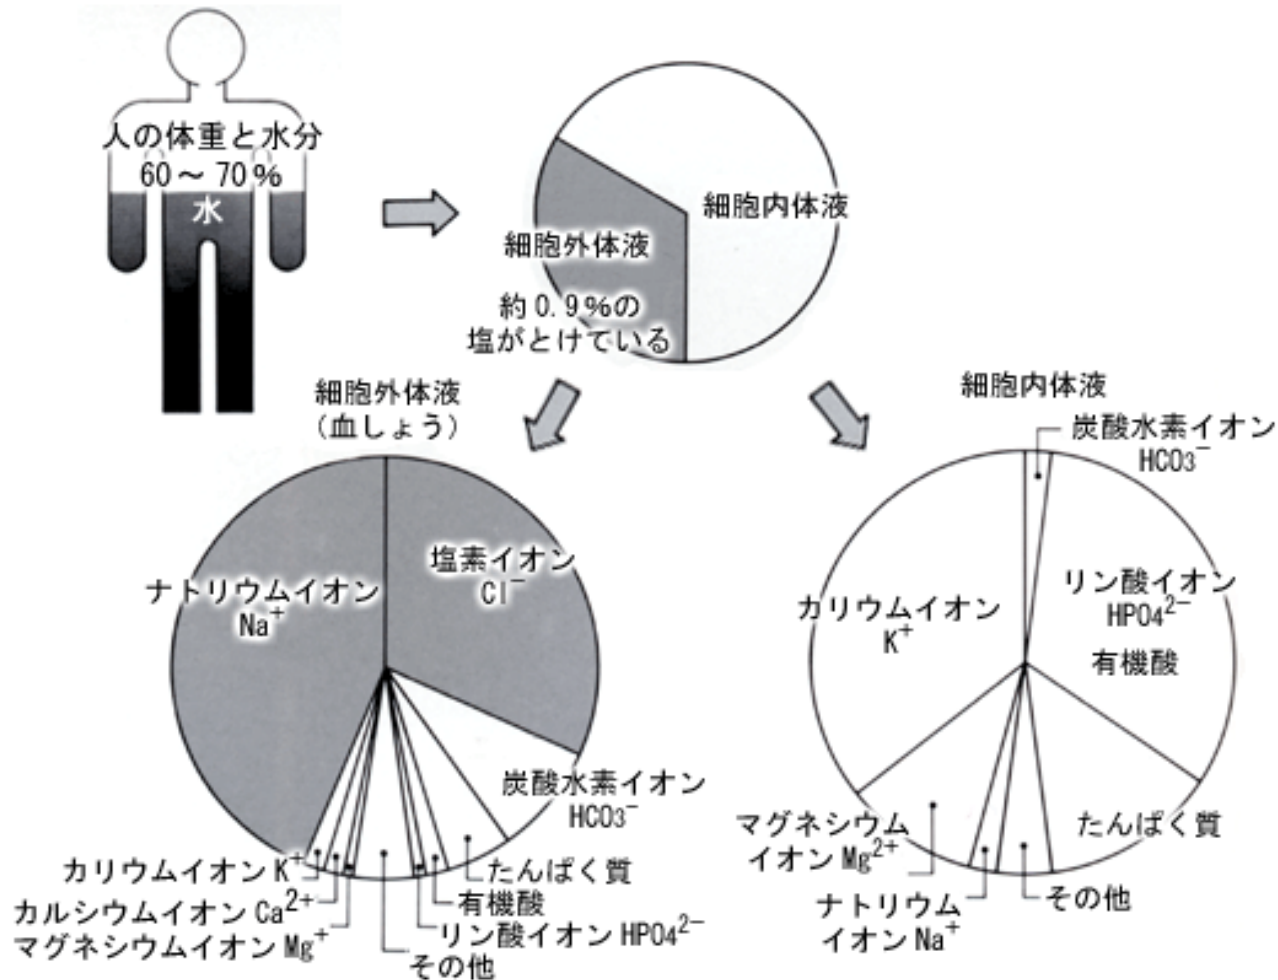 人の体重と水分
60～70％
水
細胞内体液
細胞外体液
約0.9％の
塩がとけている
細胞外体液
(血しょう)
塩素イオン
Cl⁻
ナトリウムイオン
Na⁺
炭酸水素イオン
HCO₃⁻
たんぱく質
有機酸
リン酸イオン HPO4²⁻
その他
カリウムイオン K⁺
カルシウムイオン Ca²⁺
マグネシウムイオン Mg⁺
細胞内体液
炭酸水素イオン
HCO₃⁻
リン酸イオン
HPO4²⁻
有機酸
カリウムイオン
K⁺
たんぱく質
その他
ナトリウム
イオン Na⁺
マグネシウム
イオン Mg²⁺